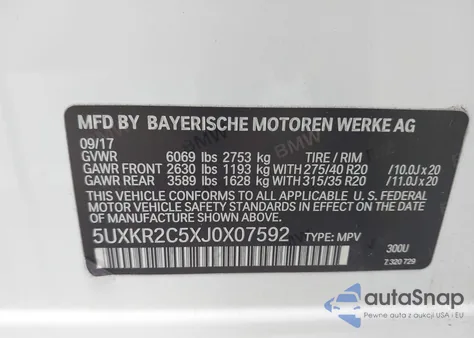 MFD BY BAYERISCHE MOTOREN WERKE AG
09/17
GVWR 6069 lbs 2753 kg TIRE / RIM
GAWR FRONT 2630 lbs 1193 kg WITH 275/40 R20 / 10.0J x 20
GAWR REAR 3589 lbs 1628 kg WITH 315/35 R20 / 11.0J x 20
THIS VEHICLE CONFORMS TO ALL APPLICABLE U. S. FEDERAL
MOTOR VEHICLE SAFETY STANDARDS IN EFFECT ON THE DATE
OF MANUFACTURE SHOWN ABOVE.
5UXKR2C5XJ0X07592 TYPE: MPV
300U
7.320 729
autoSnap
Pewne auta z USA i EU